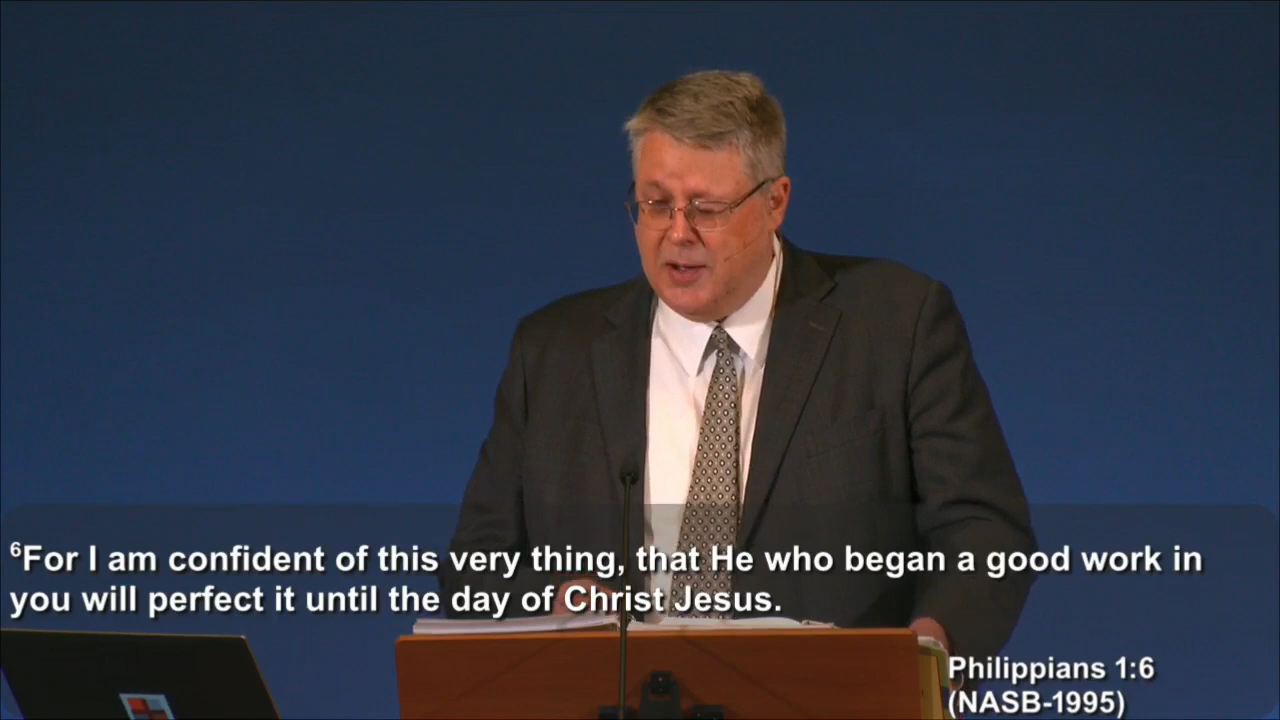 ⁶For I am confident of this very thing, that He who began a good work in
you will perfect it until the day of Christ Jesus.
Philippians 1:6
(NASB-1995)